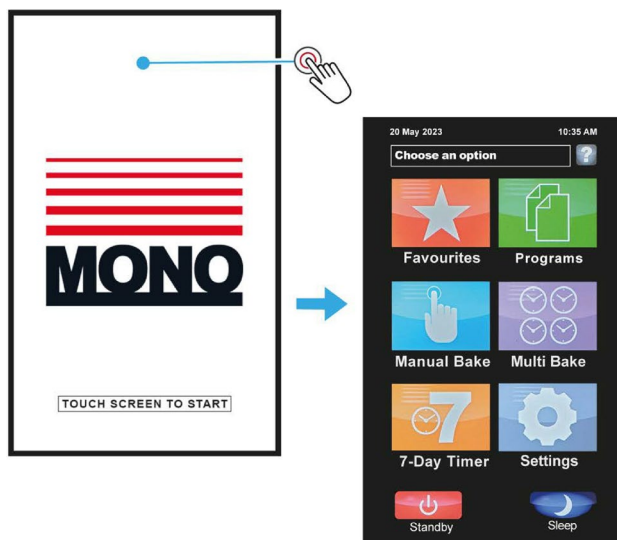 MONO
TOUCH SCREEN TO START
20 May 2023 10:35 AM
Choose an option ?
Favourites Programs
Manual Bake Multi Bake
7
7-Day Timer Settings
Standby Sleep